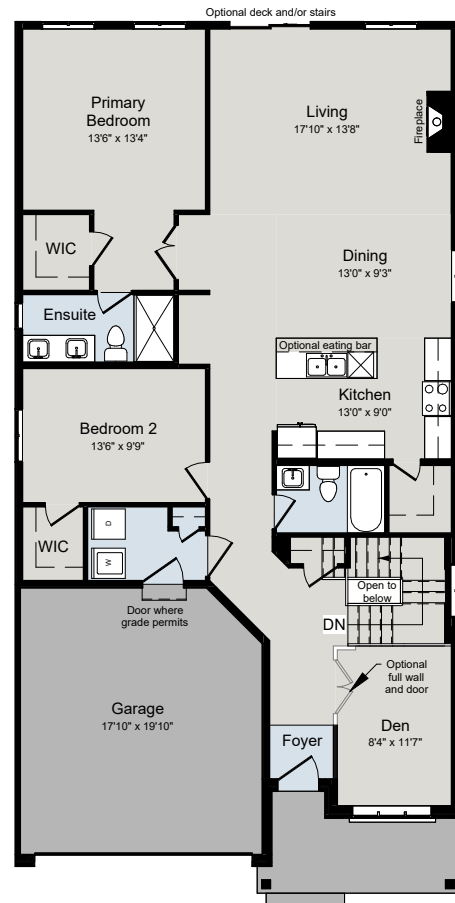 Optional deck and/or stairs
Primary
Bedroom
13'6" x 13'4"
Living
17'10" x 13'8"
Fireplace
WIC
Dining
13'0" x 9'3"
Ensuite
Optional eating bar
Kitchen
13'0" x 9'0"
Bedroom 2
13'6" x 9'9"
WIC
D
W
Door where
grade permits
Open to
below
DN
Optional
full wall
and door
Garage
17'10" x 19'10"
Foyer
Den
8'4" x 11'7"